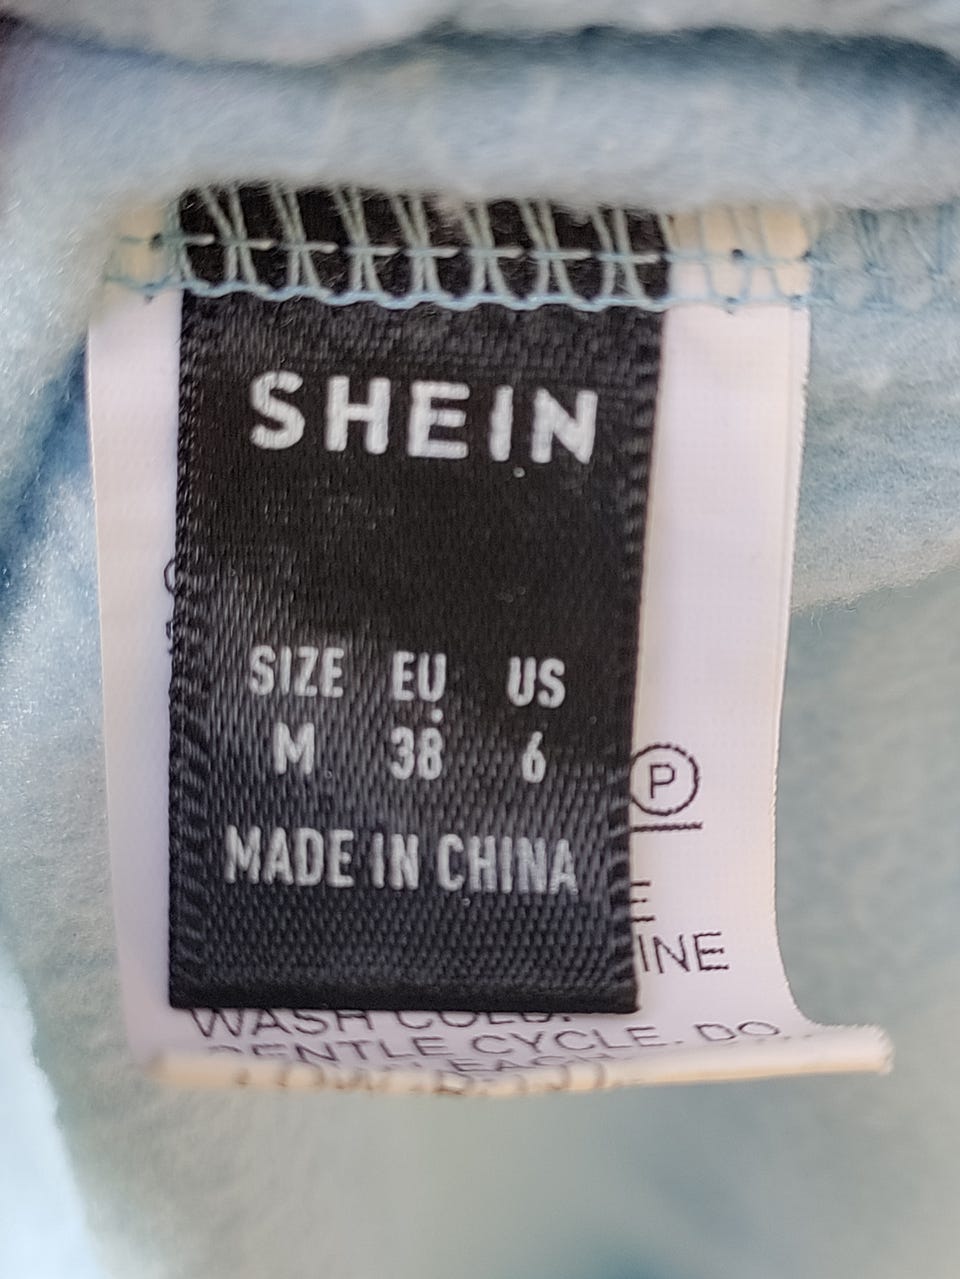 SHEIN
SIZE EU US
M 38 6
MADE IN CHINA
P
INE
WASH COLD.
GENTLE CYCLE. DO